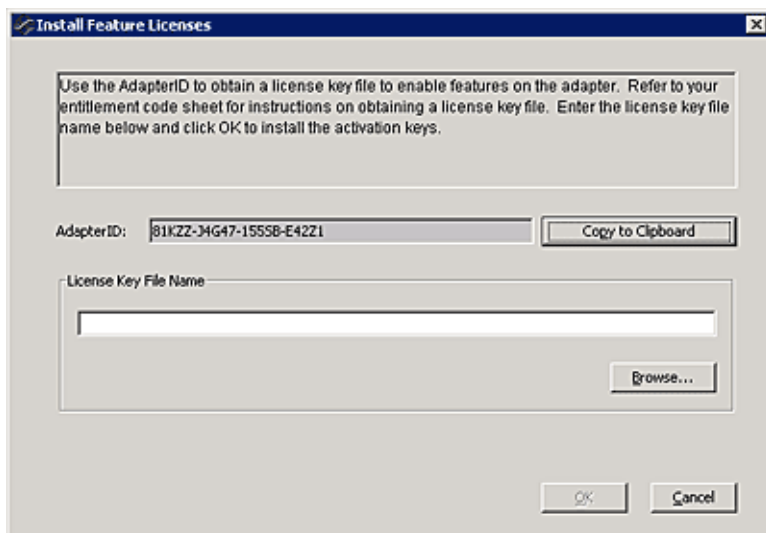 Install Feature Licenses
Use the AdapterID to obtain a license key file to enable features on the adapter. Refer to your
entitlement code sheet for instructions on obtaining a license key file. Enter the license key file
name below and click OK to install the activation keys.
AdapterID: 81KZZ-J4G47-155SB-E42Z1 Copy to Clipboard
License Key File Name
Browse...
OK Cancel